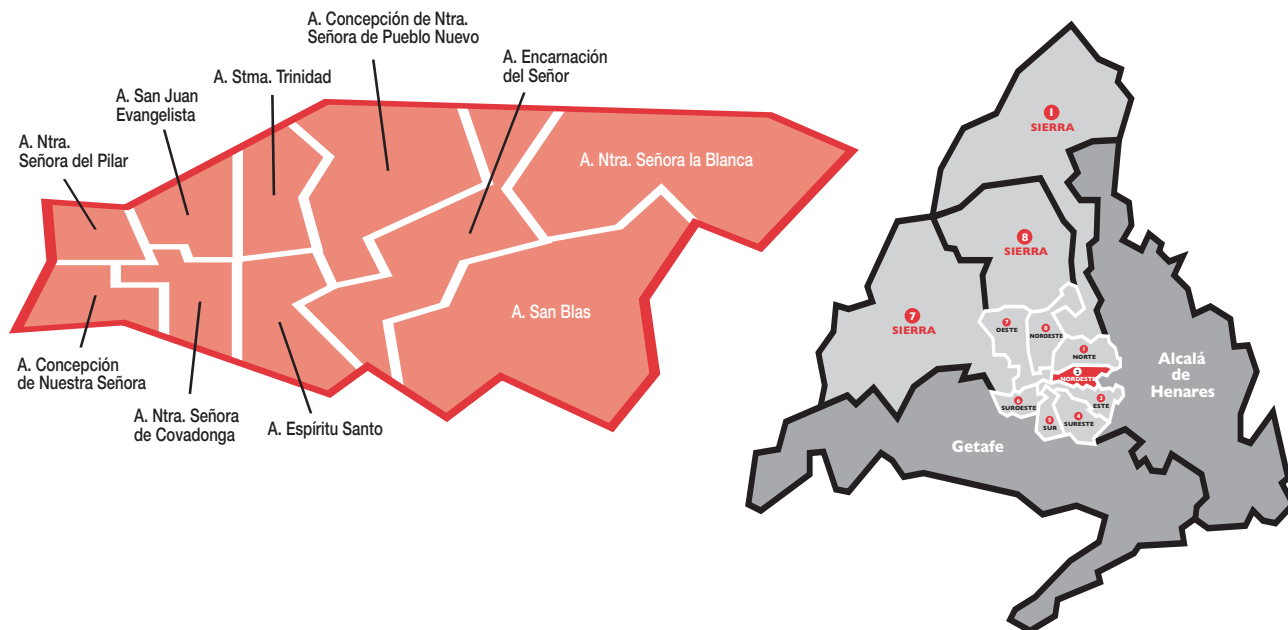 A. Concepción de Ntra.
Señora de Pueblo Nuevo
A. Encarnación
del Señor
A. Stma. Trinidad
A. San Juan
Evangelista
A. Ntra.
Señora del Pilar
A. Ntra. Señora la Blanca
A. San Blas
A. Concepción
de Nuestra Señora
A. Ntra. Señora
de Covadonga
A. Espíritu Santo
1
SIERRA
8
SIERRA
7
SIERRA
7
OESTE
8
NOROESTE
1
NORTE
2
NORDESTE
3
ESTE
6
SUROESTE
5
SUR
4
SURESTE
Alcalá
de
Henares
Getafe